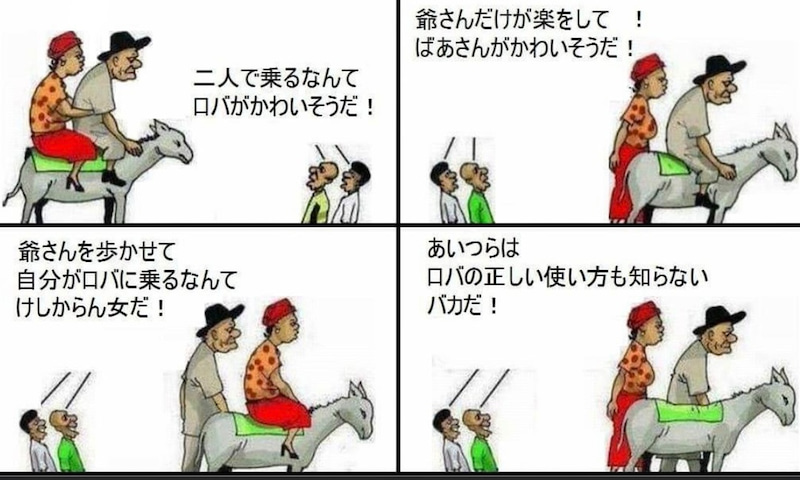 二人で乗るなんて
ロバがかわいそうだ！
爺さんだけが楽をして　！
ばあさんがかわいそうだ！
爺さんを歩かせて
自分がロバに乗るなんて
けしからん女だ！
あいつらは
ロバの正しい使い方も知らない
バカだ！